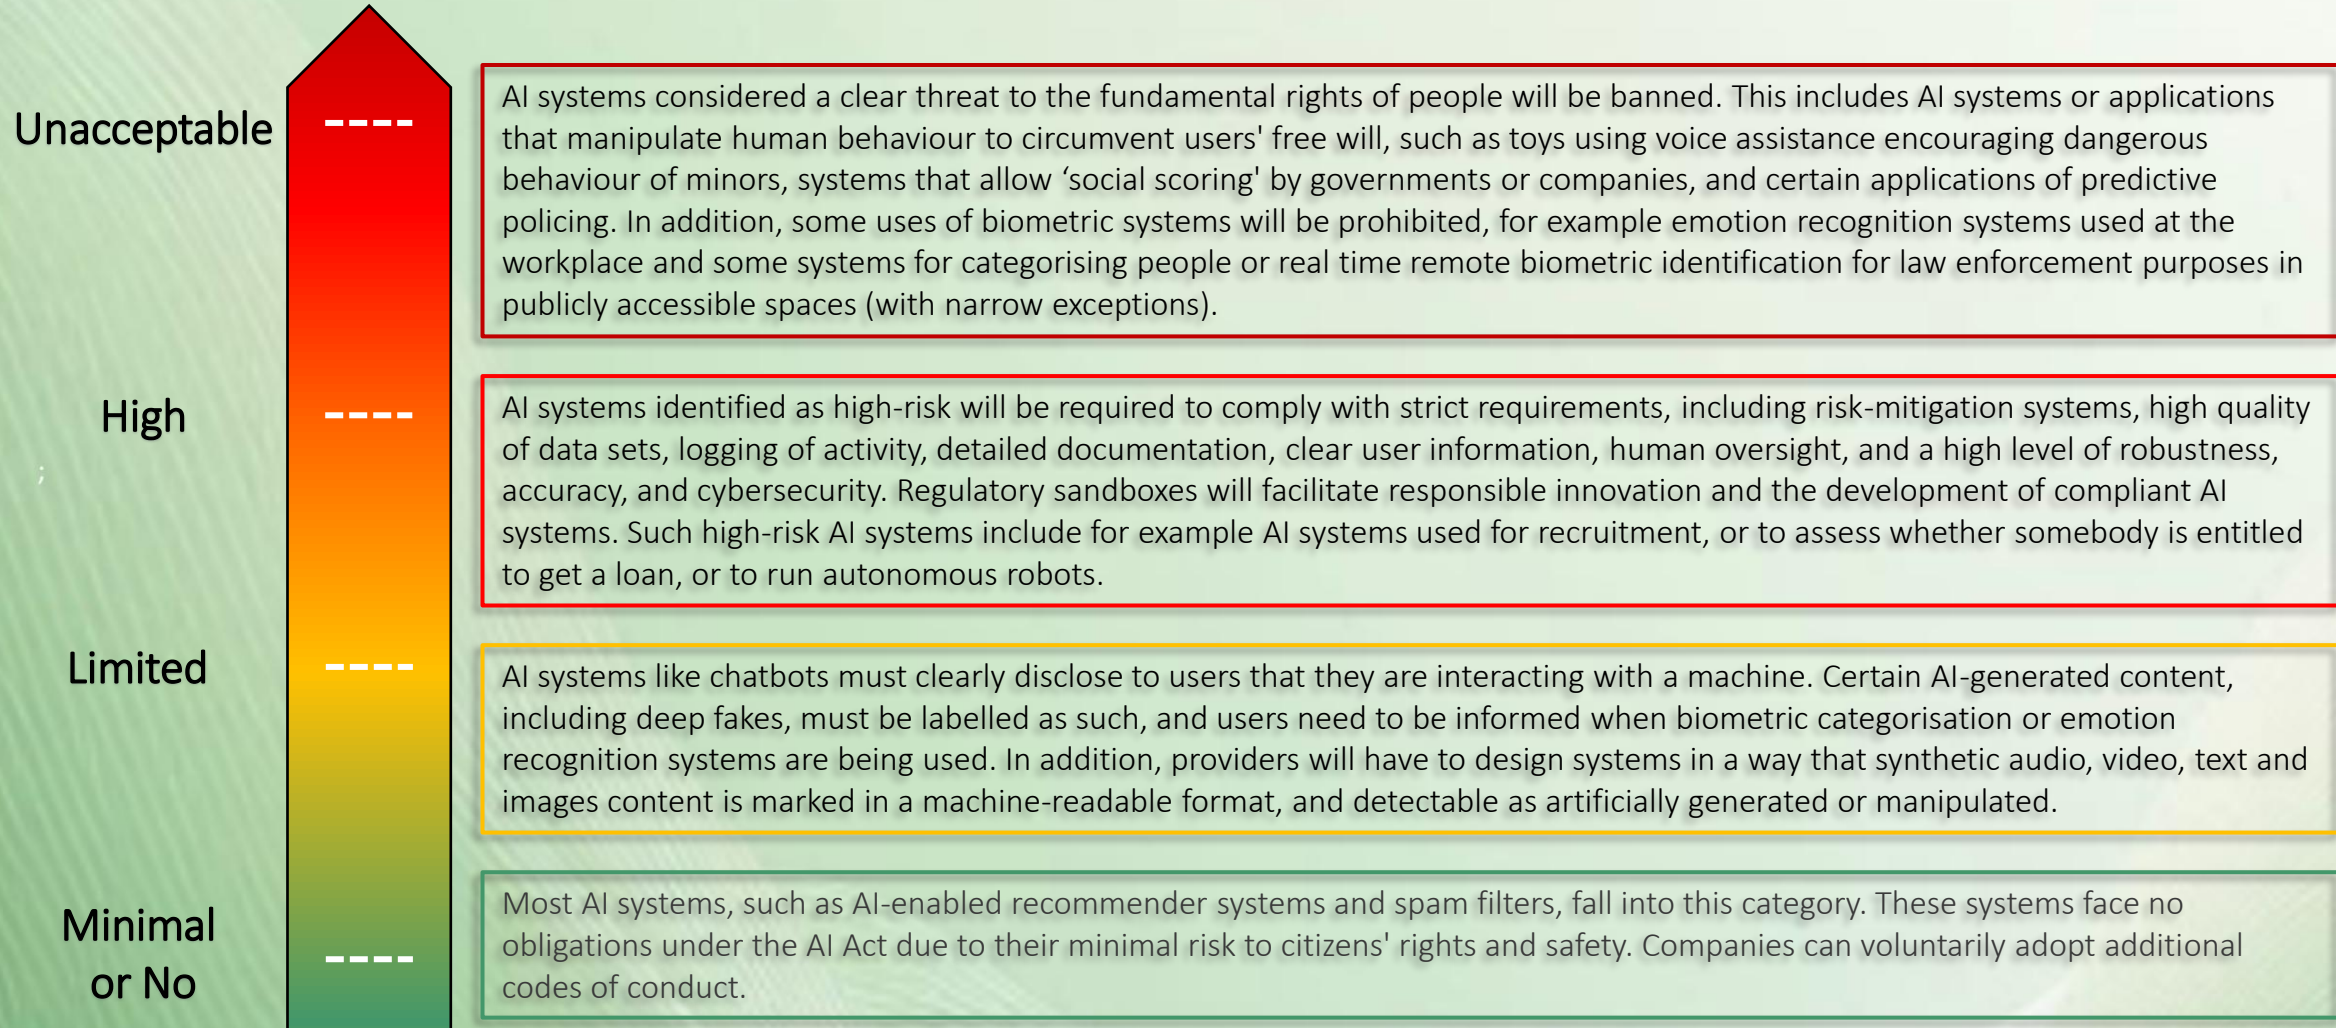 Unacceptable
AI systems considered a clear threat to the fundamental rights of people will be banned. This includes AI systems or applications
that manipulate human behaviour to circumvent users' free will, such as toys using voice assistance encouraging dangerous
behaviour of minors, systems that allow ‘social scoring' by governments or companies, and certain applications of predictive
policing. In addition, some uses of biometric systems will be prohibited, for example emotion recognition systems used at the
workplace and some systems for categorising people or real time remote biometric identification for law enforcement purposes in
publicly accessible spaces (with narrow exceptions).
High
;
AI systems identified as high-risk will be required to comply with strict requirements, including risk-mitigation systems, high quality
of data sets, logging of activity, detailed documentation, clear user information, human oversight, and a high level of robustness,
accuracy, and cybersecurity. Regulatory sandboxes will facilitate responsible innovation and the development of compliant AI
systems. Such high-risk AI systems include for example AI systems used for recruitment, or to assess whether somebody is entitled
to get a loan, or to run autonomous robots.
Limited
AI systems like chatbots must clearly disclose to users that they are interacting with a machine. Certain AI-generated content,
including deep fakes, must be labelled as such, and users need to be informed when biometric categorisation or emotion
recognition systems are being used. In addition, providers will have to design systems in a way that synthetic audio, video, text and
images content is marked in a machine-readable format, and detectable as artificially generated or manipulated.
Minimal
or No
Most AI systems, such as AI-enabled recommender systems and spam filters, fall into this category. These systems face no
obligations under the AI Act due to their minimal risk to citizens' rights and safety. Companies can voluntarily adopt additional
codes of conduct.